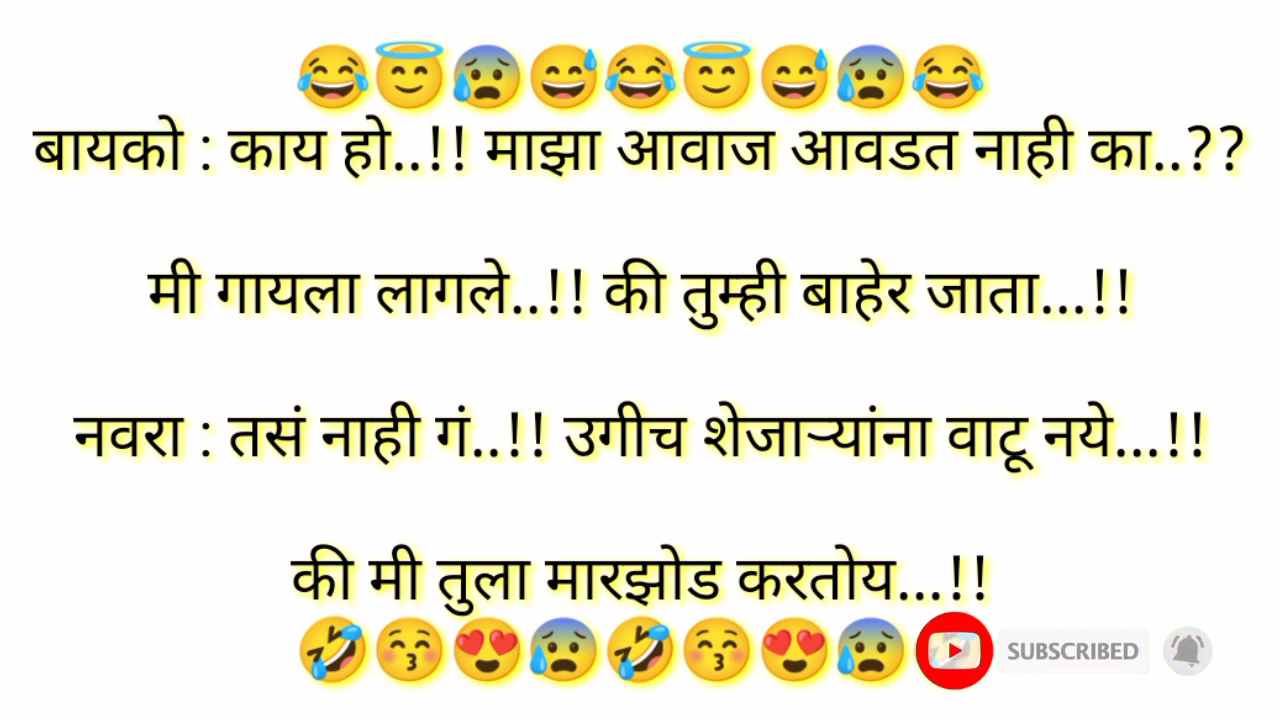 😂😇😰😅😂😇😅😰😂
बायको : काय हो..!! माझा आवाज आवडत नाही का..??
मी गायला लागले..!! की तुम्ही बाहेर जाता...!!
नवरा : तसं नाही गं..!! उगीच शेजाऱ्यांना वाटू नये...!!
की मी तुला मारझोड करतोय...!!
🤣😚😍😰🤣😚😍😰 SUBSCRIBED